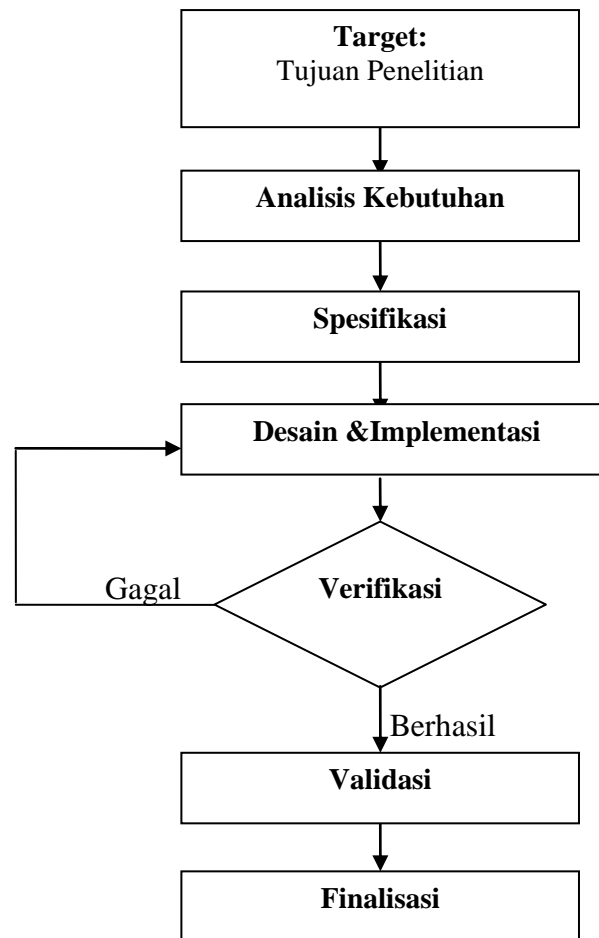 Target:
Tujuan Penelitian
Analisis Kebutuhan
Spesifikasi
Desain &Implementasi
Verifikasi
Gagal
Berhasil
Validasi
Finalisasi